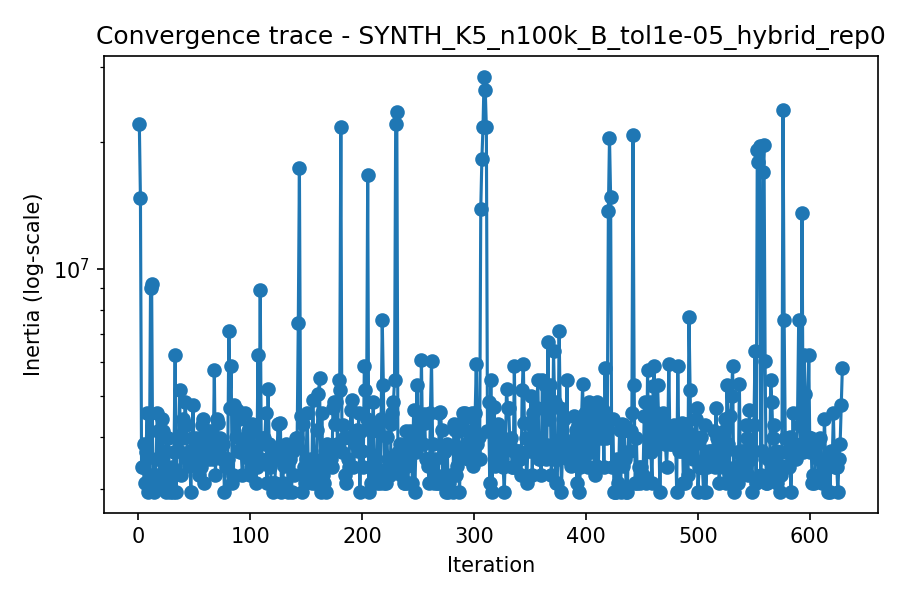 Convergence trace - SYNTH_K5_n100k_B_tol1e-05_hybrid_rep0
Inertia (log-scale)
10^7
0 100 200 300 400 500 600
Iteration